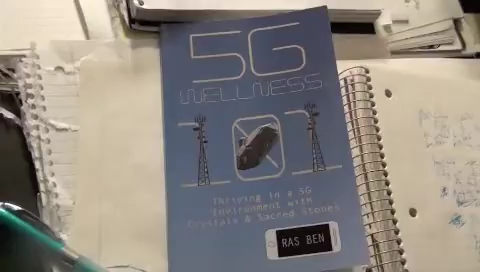 5G
WELLNESS
101
Thriving in a 5G
Environment with
Crystals & Sacred Stones
RAS BEN